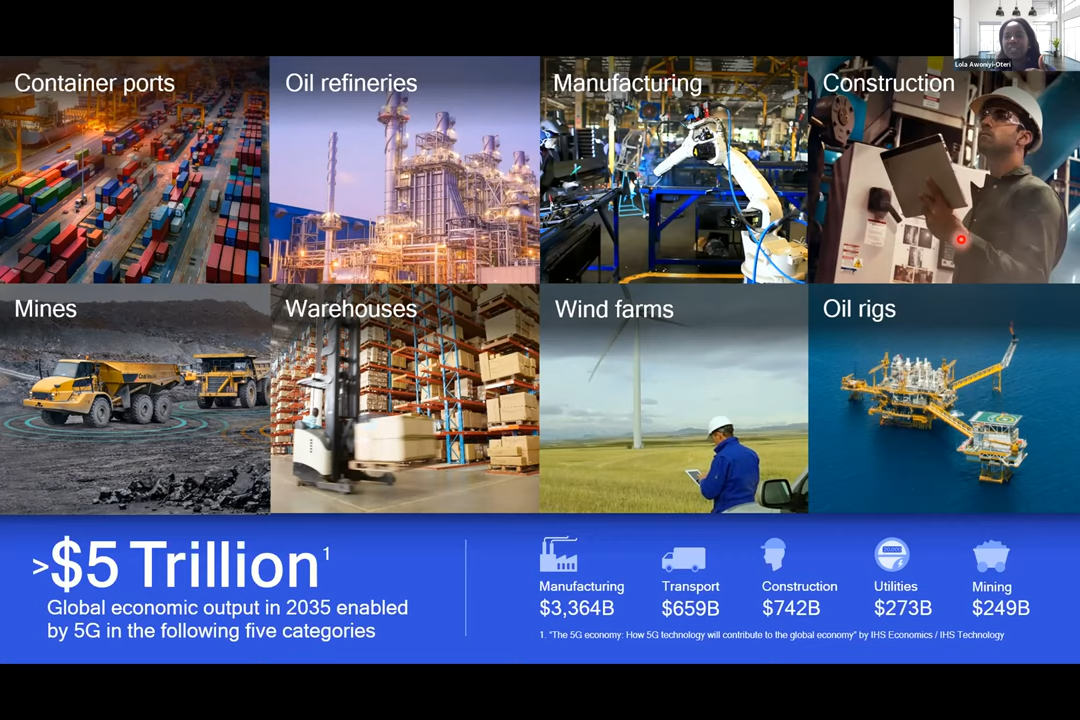 Lola Awoniyi-Oteri
Container ports
Oil refineries
Manufacturing
Construction
Mines
Warehouses
Wind farms
Oil rigs
>$5 Trillion1
Global economic output in 2035 enabled
by 5G in the following five categories
Manufacturing
$3,364B
Transport
$659B
Construction
$742B
Utilities
$273B
Mining
$249B
1. "The 5G economy: How 5G technology will contribute to the global economy" by IHS Economics / IHS Technology